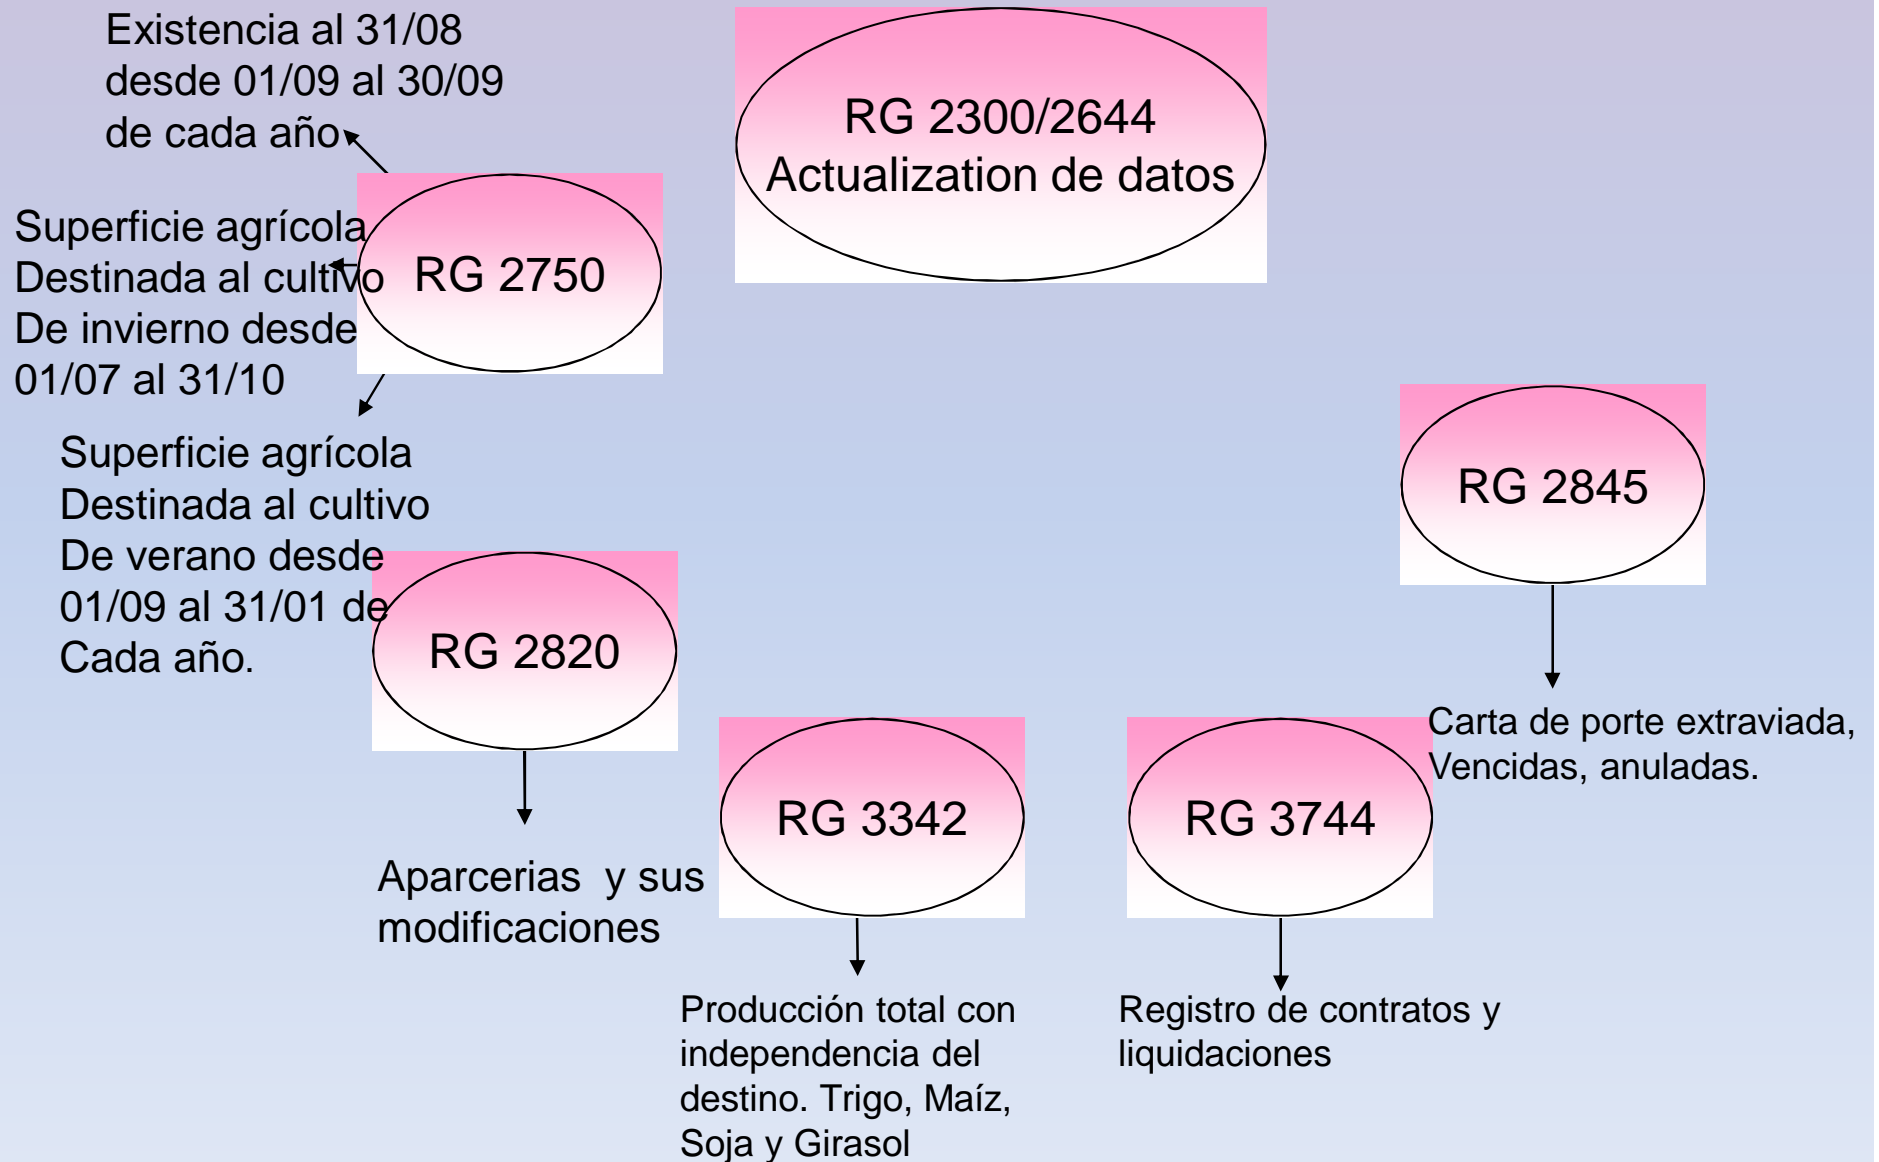 Existencia al 31/08
desde 01/09 al 30/09
de cada año
RG 2300/2644
Actualization de datos
RG 2750
Superficie agrícola
Destinada al cultivo
De invierno desde
01/07 al 31/10
Superficie agrícola
Destinada al cultivo
De verano desde
01/09 al 31/01 de
Cada año.
RG 2845
RG 2820
Carta de porte extraviada,
Vencidas, anuladas.
RG 3342
RG 3744
Aparcerias  y sus
modificaciones
Producción total con
independencia del
destino. Trigo, Maíz,
Soja y Girasol
Registro de contratos y
liquidaciones